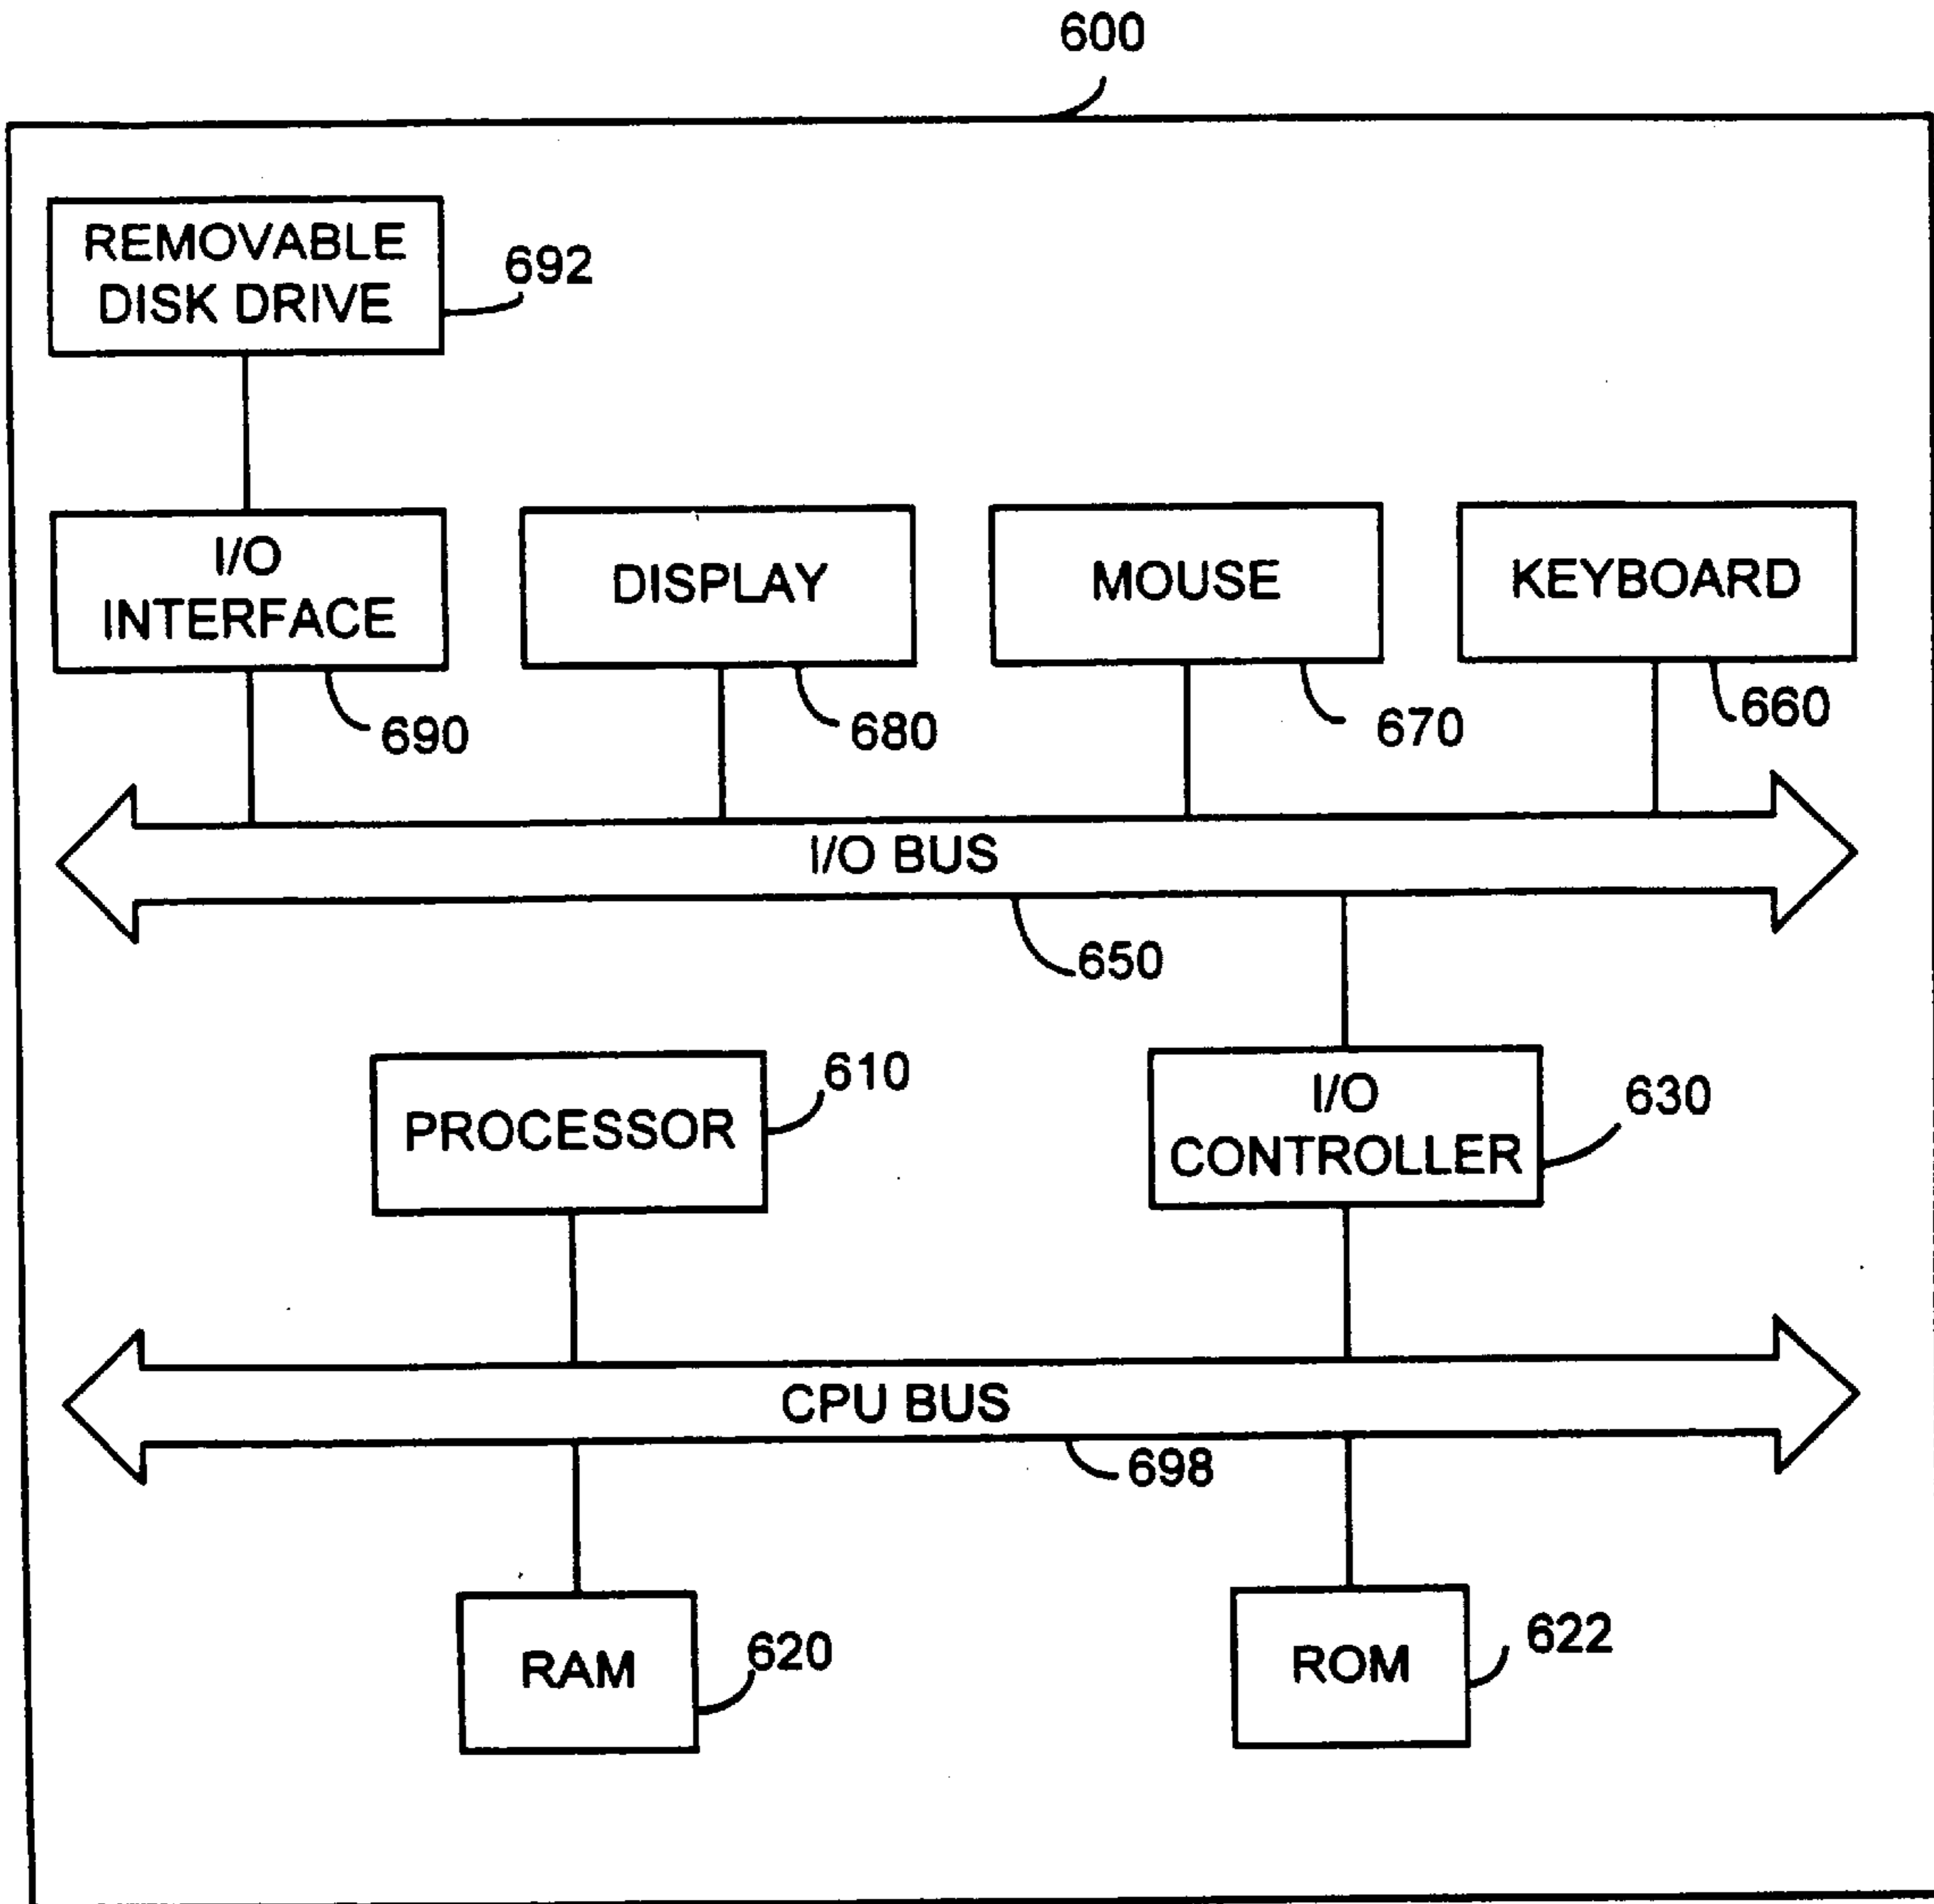 600
REMOVABLE
DISK DRIVE
692
I/O
INTERFACE
DISPLAY
MOUSE
KEYBOARD
690
680
670
660
I/O BUS
650
PROCESSOR
610
I/O
CONTROLLER
630
CPU BUS
698
RAM
620
ROM
622